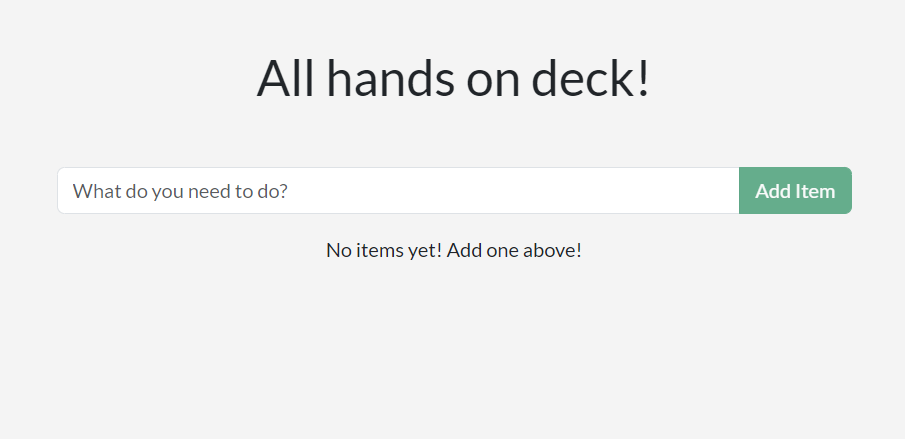 All hands on deck!
What do you need to do?
Add Item
No items yet! Add one above!